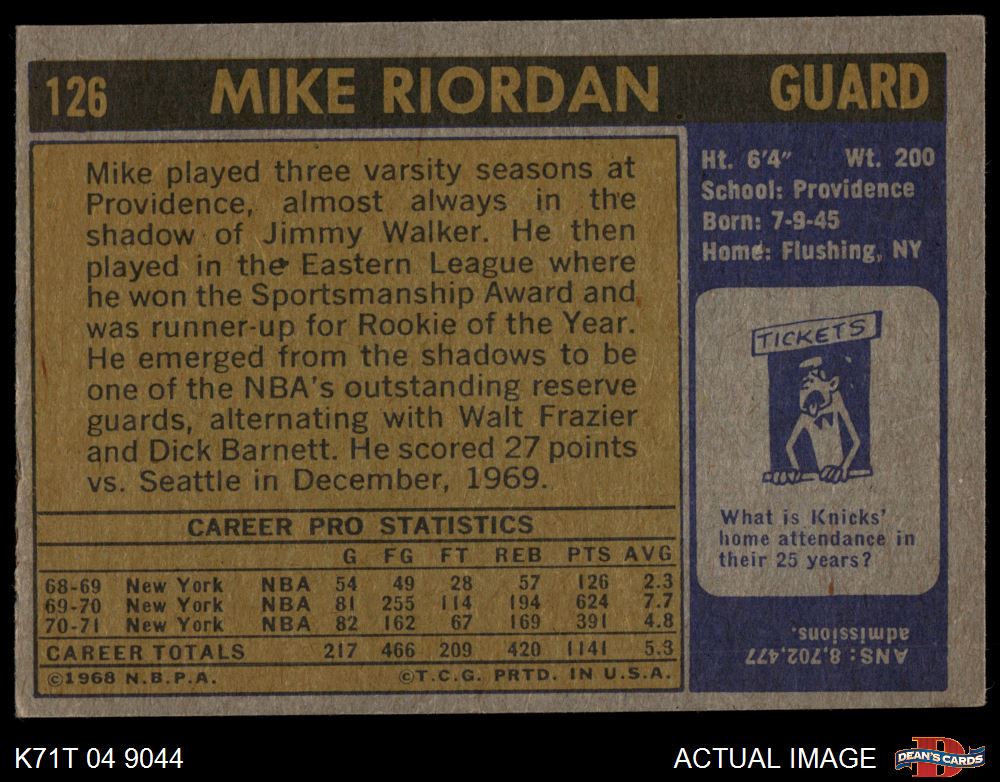 126 MIKE RIORDAN GUARD
Mike played three varsity seasons at
Providence, almost always in the
shadow of Jimmy Walker. He then
played in the Eastern League where
he won the Sportsmanship Award and
was runner-up for Rookie of the Year.
He emerged from the shadows to be
one of the NBA's outstanding reserve
guards, alternating with Walt Frazier
and Dick Barnett. He scored 27 points
vs. Seattle in December, 1969.
CAREER PRO STATISTICS
G FG FT REB PTS AVG
68-69 New York NBA 54 49 28 57 126 2.3
69-70 New York NBA 81 255 114 194 624 7.7
70-71 New York NBA 82 162 67 169 391 4.8
CAREER TOTALS 217 466 209 420 1141 5.3
©1968 N.B.P.A. ©T.C.G. PRTD. IN U.S.A.
Ht. 6'4" Wt. 200
School: Providence
Born: 7-9-45
Home: Flushing, NY
TICKETS
What is Knicks'
home attendance in
their 25 years?
ANS: 8,702,477
admissions.
K71T 04 9044
ACTUAL IMAGE
D
DEAN'S CARDS